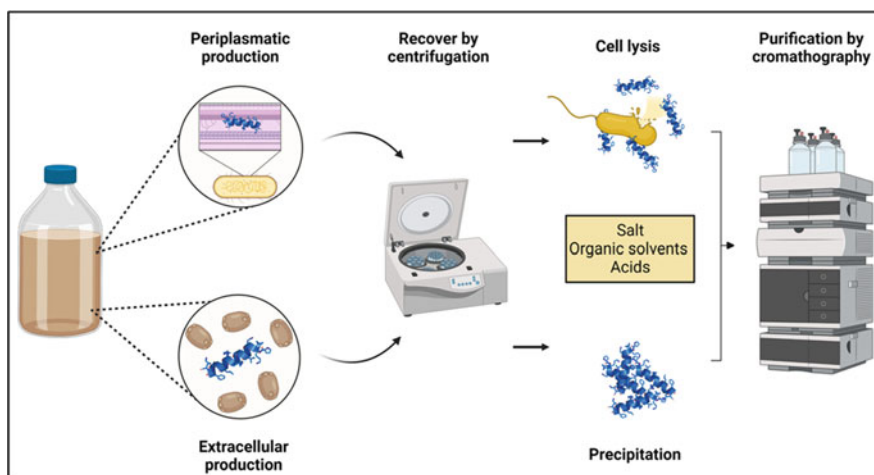 Periplasmatic
production
Recover by
centrifugation
Cell lysis
Purification by
cromathography
Salt
Organic solvents
Acids
Extracellular
production
Precipitation